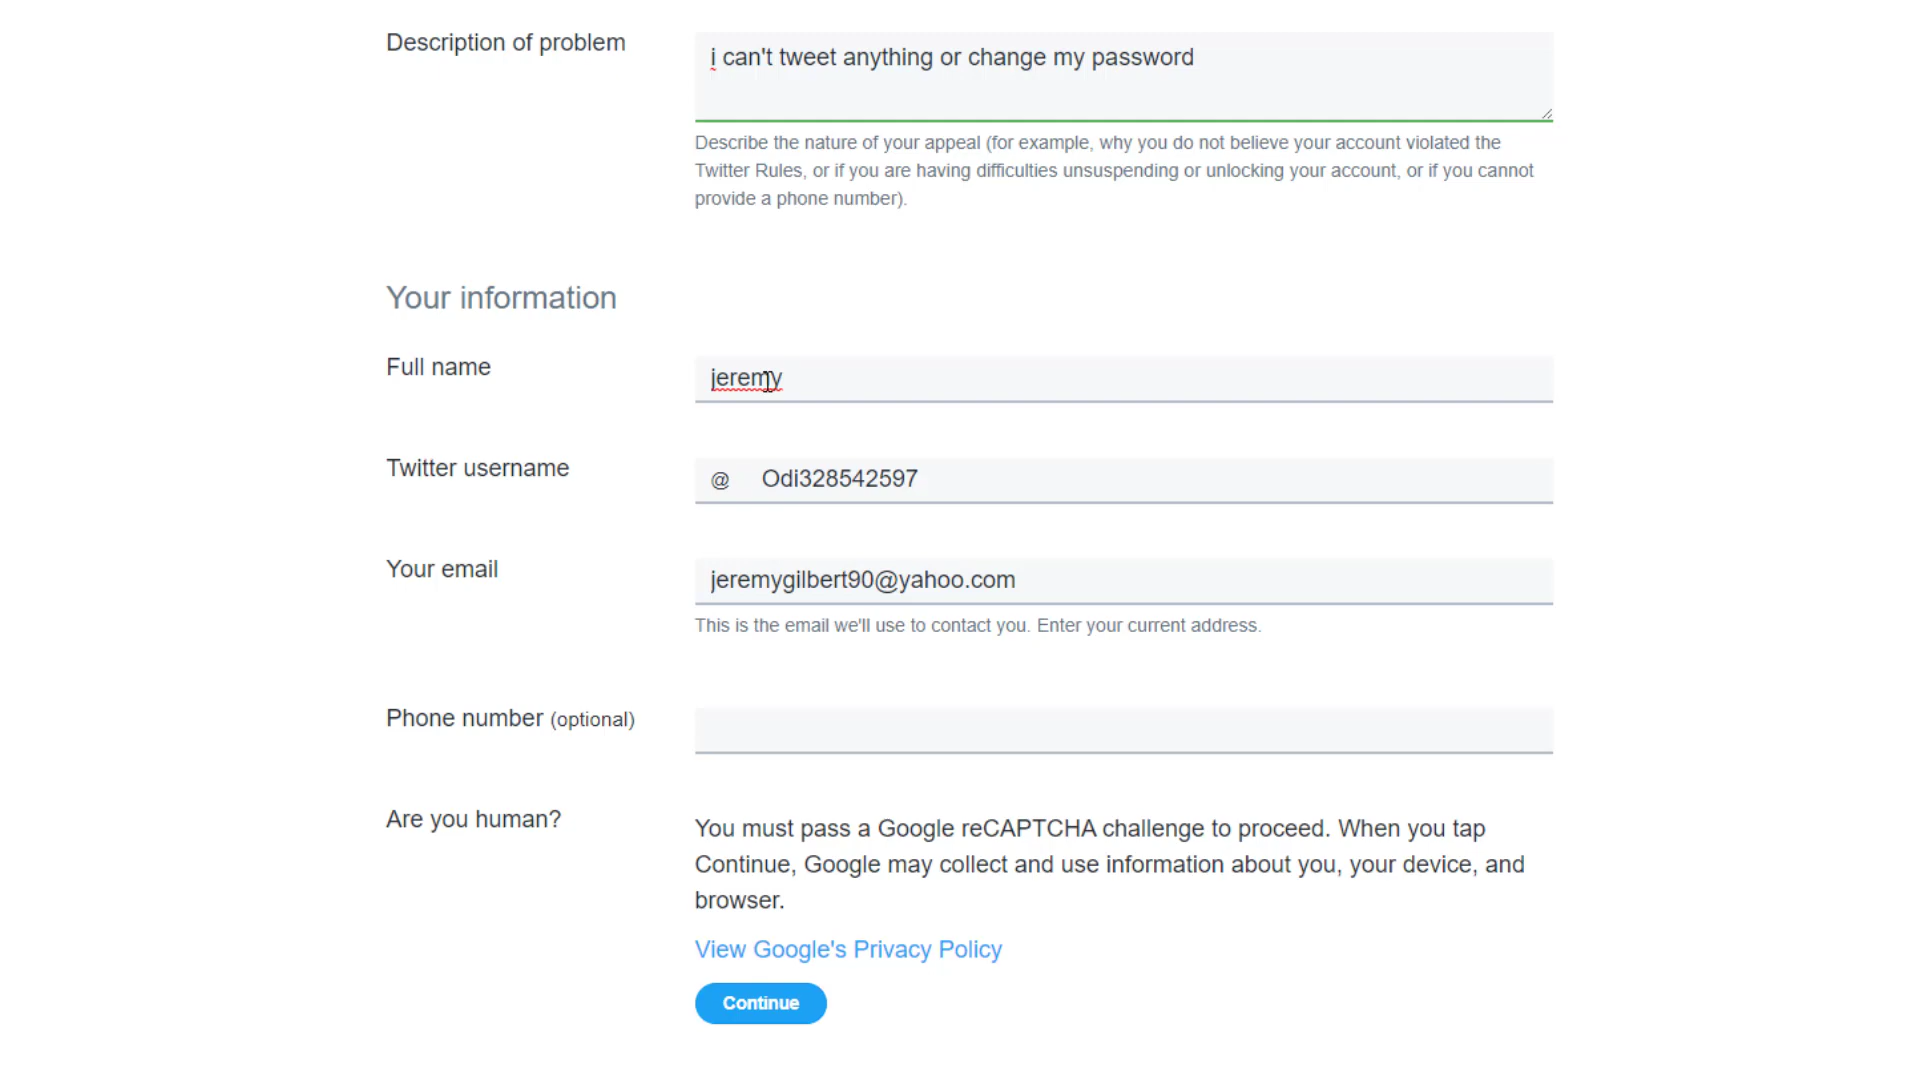 Description of problem
i can't tweet anything or change my password
Describe the nature of your appeal (for example, why you do not believe your account violated the
Twitter Rules, or if you are having difficulties unsuspending or unlocking your account, or if you cannot
provide a phone number).
Your information
Full name
jeremy
Twitter username
@ Odi328542597
Your email
jeremygilbert90@yahoo.com
This is the email we'll use to contact you. Enter your current address.
Phone number (optional)
Are you human?
You must pass a Google reCAPTCHA challenge to proceed. When you tap
Continue, Google may collect and use information about you, your device, and
browser.
View Google's Privacy Policy
Continue